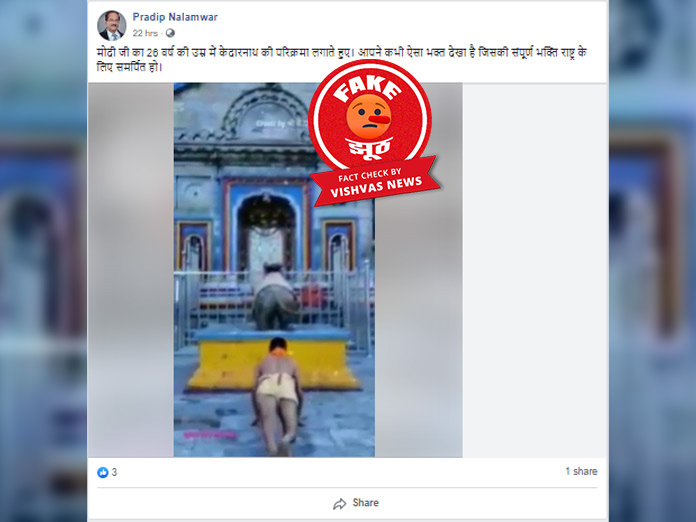 Pradip Nalamwar
22 hrs ·
मोदी जी का 26 वर्ष की उम्र में केदारनाथ की परिक्रमा लगाते हुए। आपने कभी ऐसा भक्त देखा है जिसकी संपूर्ण भक्ति राष्ट्र के
लिए समर्पित हो।
FAKE
झूठ
FACT CHECK BY
VISHVAS NEWS
3
1 share
Share